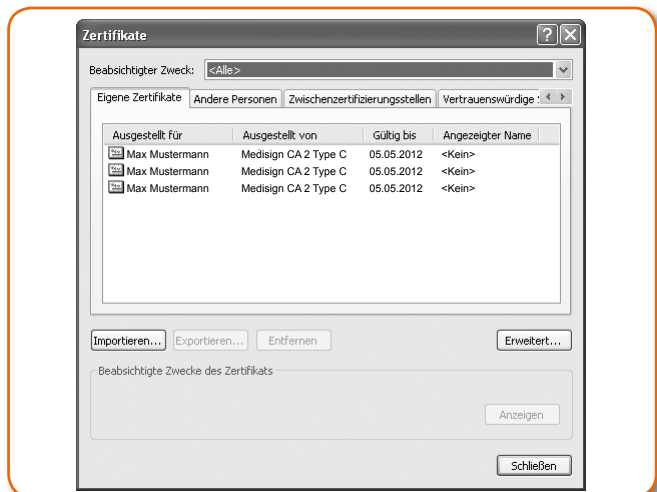 Zertifikate
Beabsichtigter Zweck: <Alle>
Eigene Zertifikate Andere Personen Zwischenzertifizierungsstellen Vertrauenswürdige
Ausgestellt für Ausgestellt von Gültig bis Angezeigter Name
Max Mustermann Medisign CA 2 Type C 05.05.2012 <Kein>
Max Mustermann Medisign CA 2 Type C 05.05.2012 <Kein>
Max Mustermann Medisign CA 2 Type C 05.05.2012 <Kein>
Importieren... Exportieren... Entfernen Erweitert...
Beabsichtigte Zwecke des Zertifikats
Anzeigen
Schließen